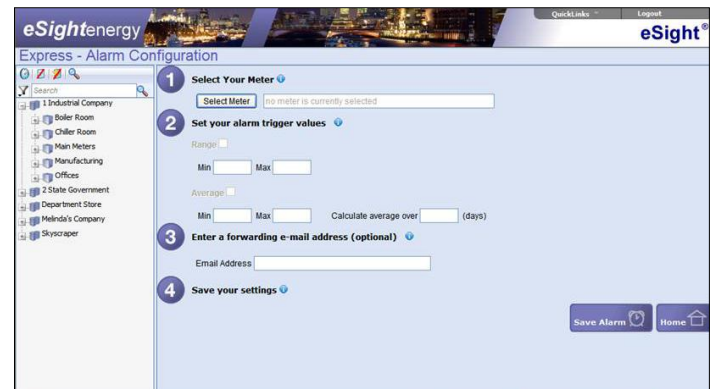 QuickLinks
Logout
eSightenergy
eSight®
Express - Alarm Configuration
Search
1 Industrial Company
Boiler Room
Chiller Room
Main Meters
Manufacturing
Offices
2 State Government
Department Store
Melinda's Company
Skyscraper
1 Select Your Meter
Select Meter no meter is currently selected
2 Set your alarm trigger values
Range
Min Max
Average
Min Max Calculate average over (days)
3 Enter a forwarding e-mail address (optional)
Email Address
4 Save your settings
Save Alarm Home